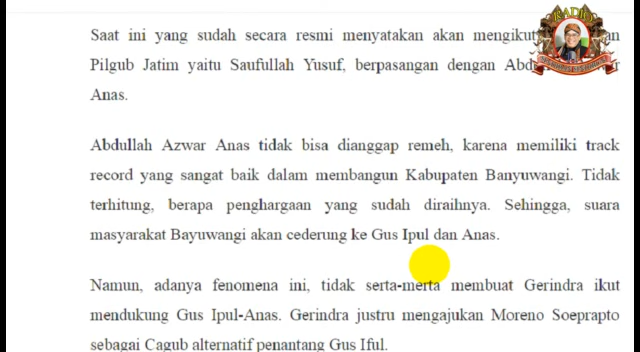 RADIO
Saat ini yang sudah secara resmi menyatakan akan
Pilgub Jatim yaitu Saufullah Yusuf, berpasangan dengan
Anas.
Abdullah Azwar Anas tidak bisa dianggap remeh, karena memiliki track
record yang sangat baik dalam membangun Kabupaten Banyuwangi. Tidak
terhitung, berapa penghargaan yang sudah diraihnya. Sehingga, suara
masyarakat Bayuwangi akan cederung ke Gus Ipul dan Anas.
Namun, adanya fenomena ini, tidak serta-merta membuat Gerindra ikut
mendukung Gus Ipul-Anas. Gerindra justru mengajukan Moreno Soeprapto
sebagai Cagub alternatif penantang Gus Iful.